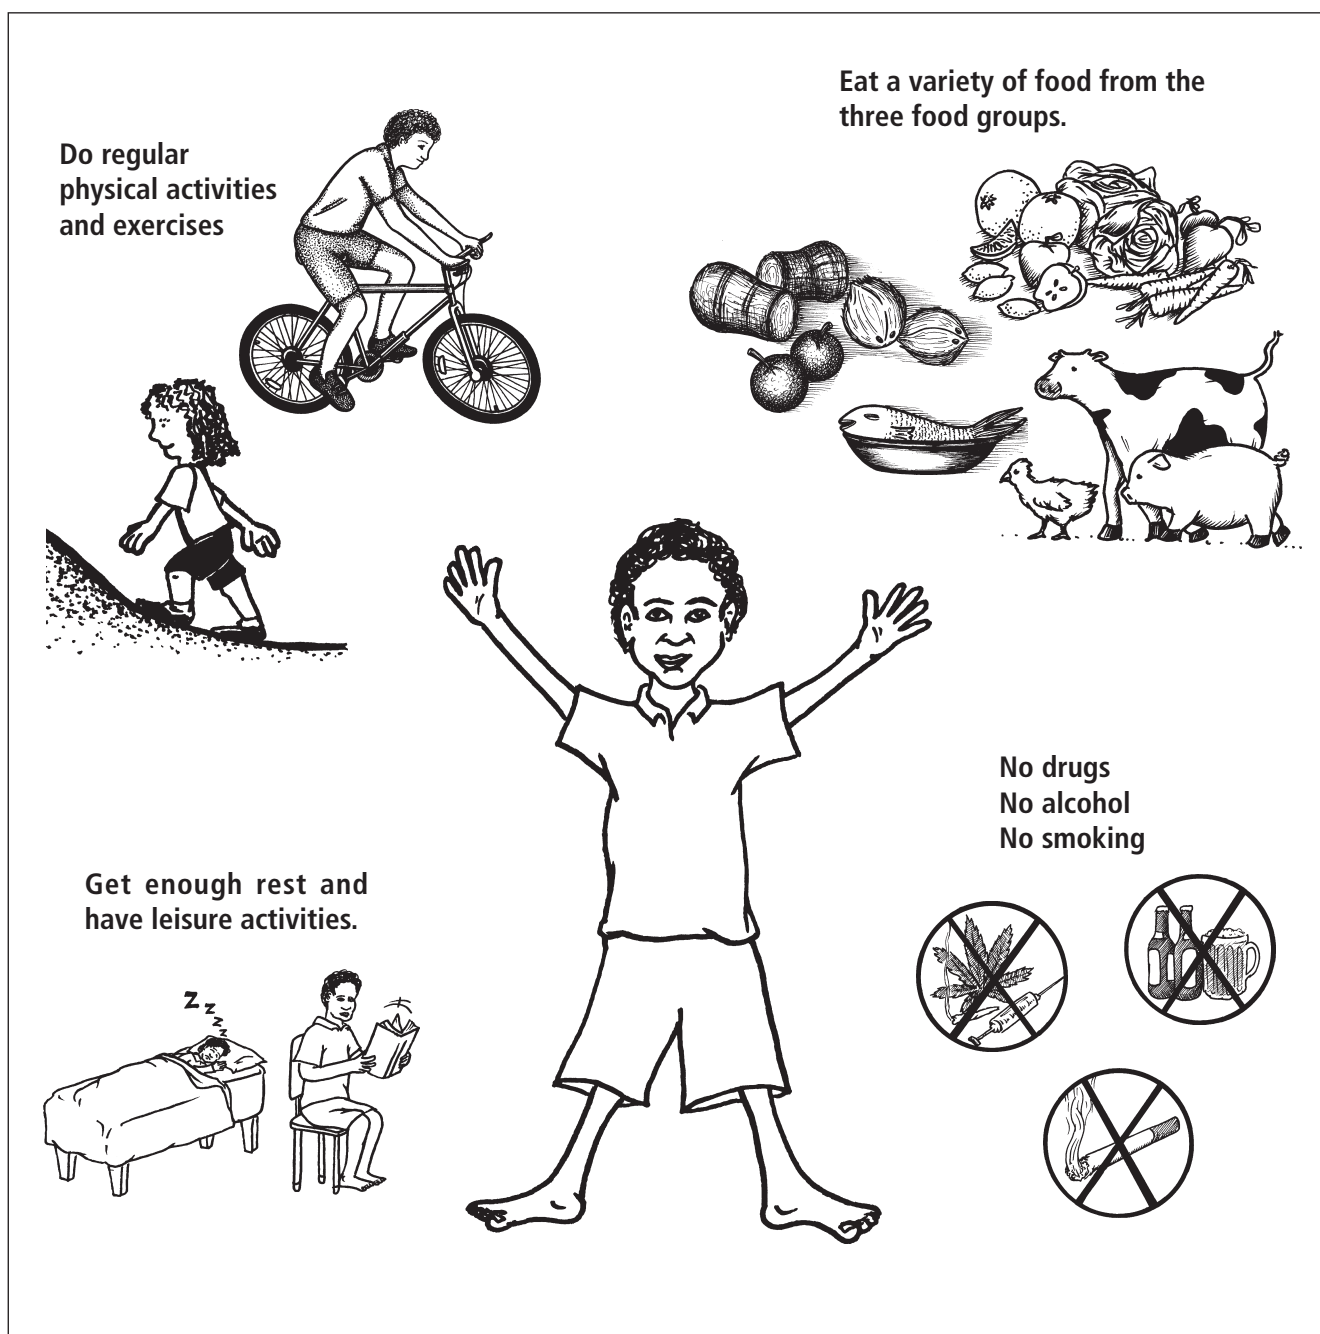 Do regular
physical activities
and exercises
Eat a variety of food from the
three food groups.
Get enough rest and
have leisure activities.
z
z
z
z
z
No drugs
No alcohol
No smoking